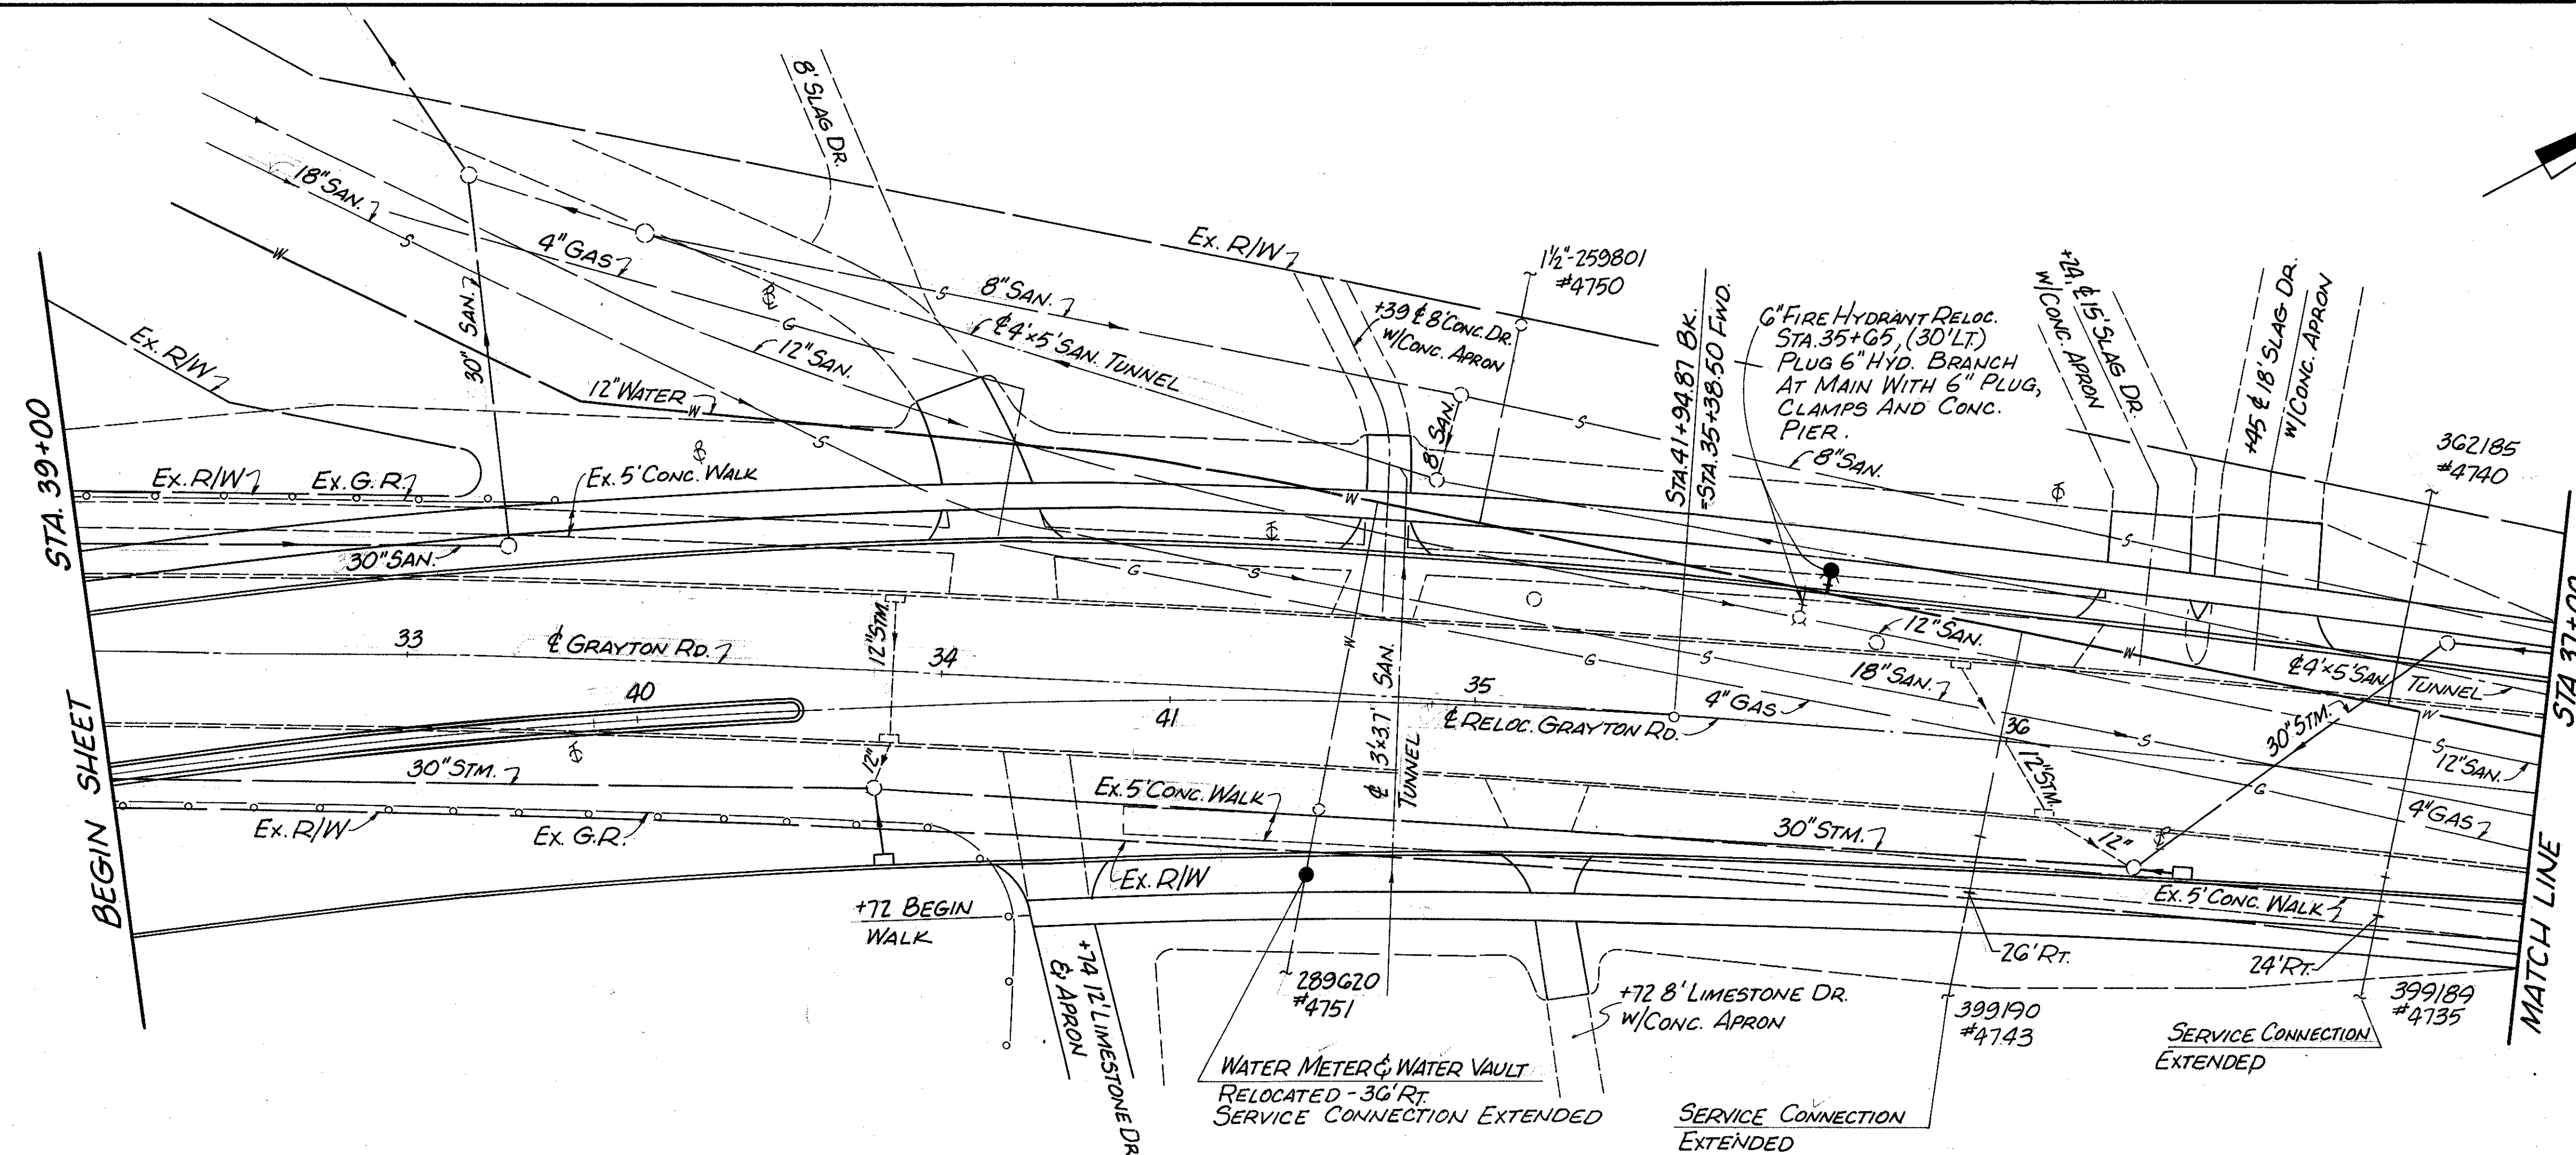 8' SLAG DR.
18" SAN.
4" GAS
Ex. R/W
8" SAN.
℄ 4'x5' SAN. TUNNEL
12" SAN.
30" SAN.
Ex. R/W
12" WATER
1½"-259801
#4750
+39 ℄ 8' CONC. DR.
W/CONC. APRON
8" SAN.
STA. 41+94.87 BK.
=STA. 35+38.50 FWD.
6" FIRE HYDRANT RELOC.
STA. 35+65, (30' LT.)
PLUG 6" HYD. BRANCH
AT MAIN WITH 6" PLUG,
CLAMPS AND CONC.
PIER.
8" SAN.
+24, ℄ 15' SLAG DR.
W/CONC. APRON
+45 ℄ 18' SLAG DR.
W/CONC. APRON
362185
#4740
STA. 39+00
BEGIN SHEET
Ex. R/W
Ex. G.R.
Ex. 5' CONC. WALK
30" SAN.
33
℄ GRAYTON RD.
12" STM.
34
40
41
35
℄ RELOC. GRAYTON RD.
℄ 3'x3.7' SAN.
TUNNEL
12" SAN.
18" SAN.
4" GAS
36
12" STM.
30" STM.
℄ 4'x5' SAN. TUNNEL
12" SAN.
4" GAS
STA. 37+00
MATCH LINE
30" STM.
12"
Ex. R/W
Ex. G.R.
Ex. 5' CONC. WALK
Ex. R/W
30" STM.
12"
Ex. 5' CONC. WALK
+72 BEGIN
WALK
+74 12' LIMESTONE DR.
& APRON
289620
#4751
+72 8' LIMESTONE DR.
W/CONC. APRON
26' RT.
24' RT.
399190
#4743
399189
#4735
SERVICE CONNECTION
EXTENDED
WATER METER & WATER VAULT
RELOCATED - 36' RT.
SERVICE CONNECTION EXTENDED
SERVICE CONNECTION
EXTENDED